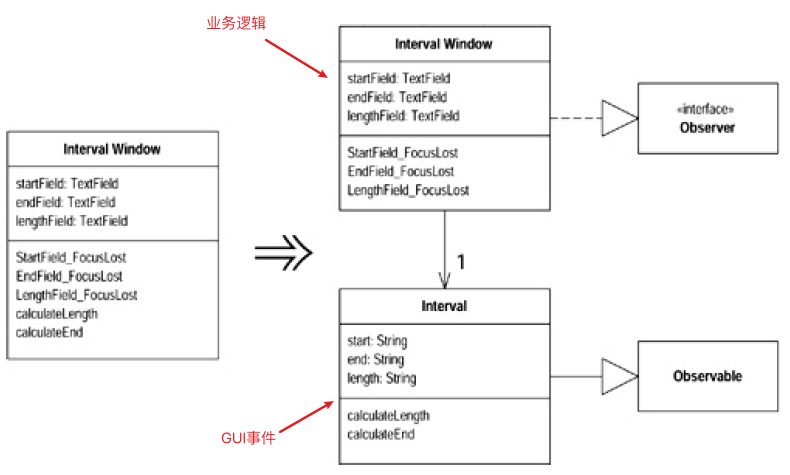 业务逻辑
Interval Window
startField: TextField
endField: TextField
lengthField: TextField
StartField_FocusLost
EndField_FocusLost
LengthField_FocusLost
«interface»
Observer
Interval Window
startField: TextField
endField: TextField
lengthField: TextField
StartField_FocusLost
EndField_FocusLost
LengthField_FocusLost
calculateLength
calculateEnd
1
Interval
start: String
end: String
length: String
calculateLength
calculateEnd
Observable
GUI事件